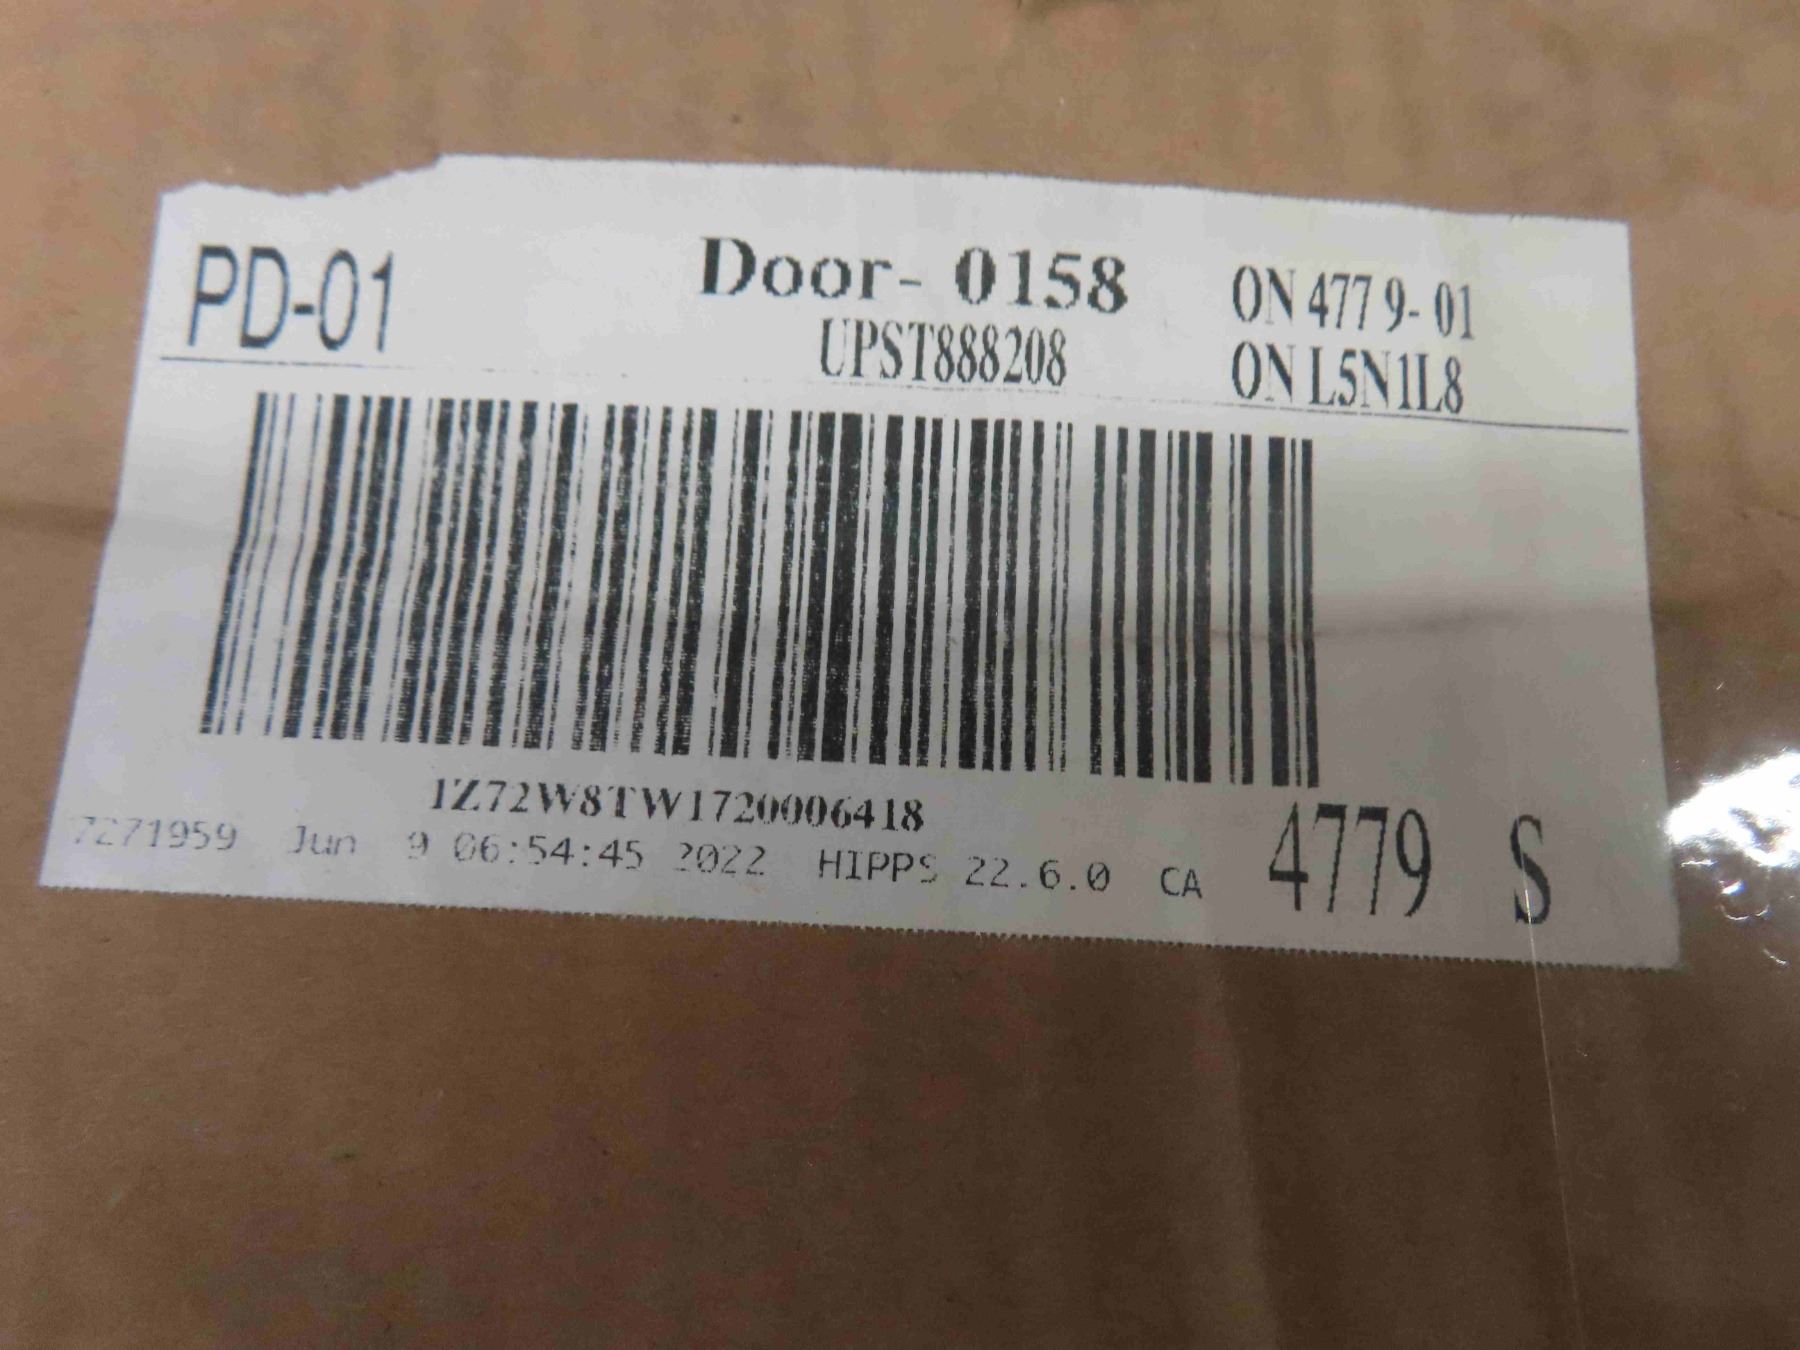 PD-01 Door- 0158 ON 477 9- 01
UPST888208 ON L5N1L8
1Z72W8TW1720006418
7271959 Jun 9 06:54:45 2022 HIPPS 22.6.0 CA 4779 S